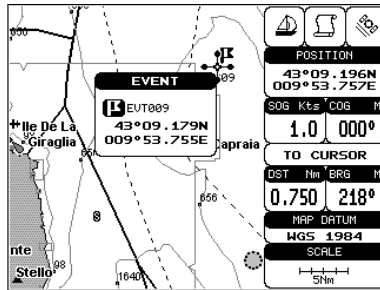 650
09
EVENT
EVT009
43°09.179N
009°53.755E
Ile De La
Giraglia
apraia
656
8
nte
Stello
98
1640
POSITION
43°09.196N
009°53.757E
SOG Kts COG M
1.0 000°
TO CURSOR
DST Nm BRG M
0.750 218°
MAP DATUM
WGS 1984
SCALE
5Nm